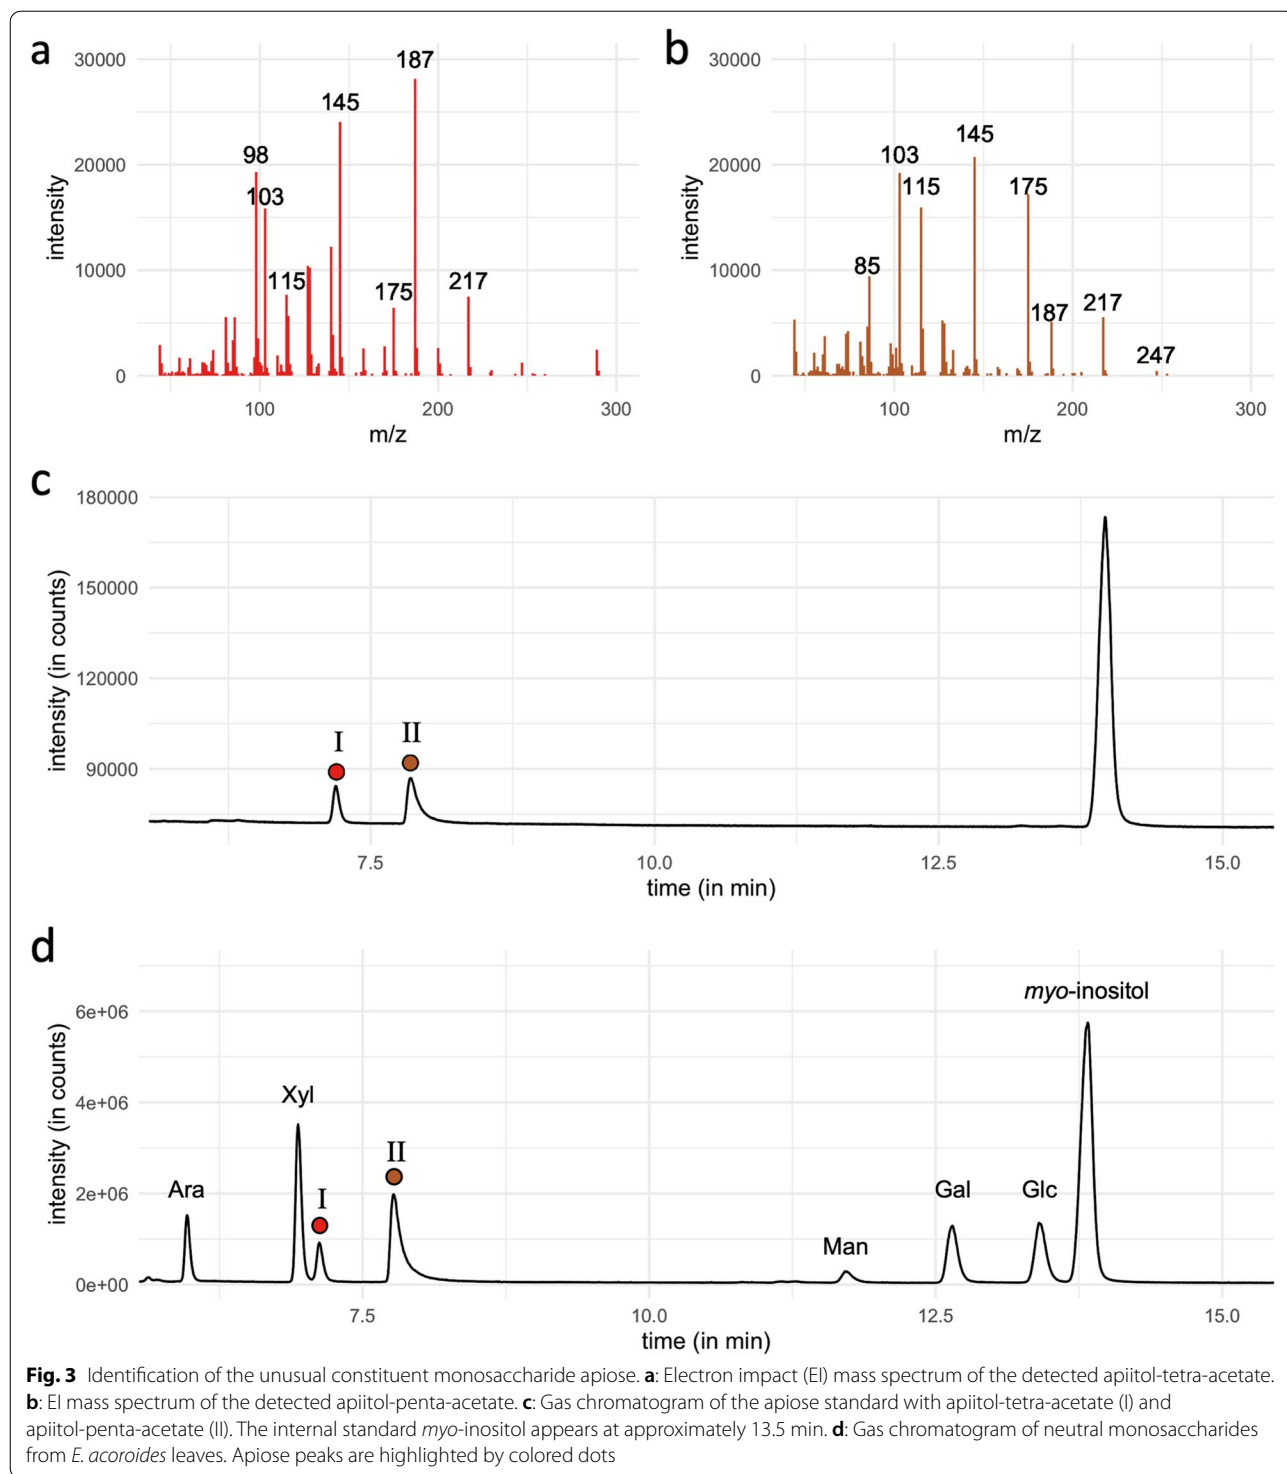 a
30000
20000
10000
0
intensity
187
145
98
103
115
175
217
100
200
300
m/z
b
30000
20000
10000
0
intensity
145
103
115
175
85
187
217
247
100
200
300
m/z
c
180000
150000
120000
90000
intensity (in counts)
I
II
7.5
10.0
12.5
15.0
time (in min)
d
6e+06
4e+06
2e+06
0e+00
intensity (in counts)
Ara
Xyl
I
II
Man
Gal
Glc
myo-inositol
7.5
10.0
12.5
15.0
time (in min)
Fig. 3 Identification of the unusual constituent monosaccharide apiose. a: Electron impact (EI) mass spectrum of the detected apiitol-tetra-acetate.
b: EI mass spectrum of the detected apiitol-penta-acetate. c: Gas chromatogram of the apiose standard with apiitol-tetra-acetate (I) and
apiitol-penta-acetate (II). The internal standard myo-inositol appears at approximately 13.5 min. d: Gas chromatogram of neutral monosaccharides
from E. acoroides leaves. Apiose peaks are highlighted by colored dots